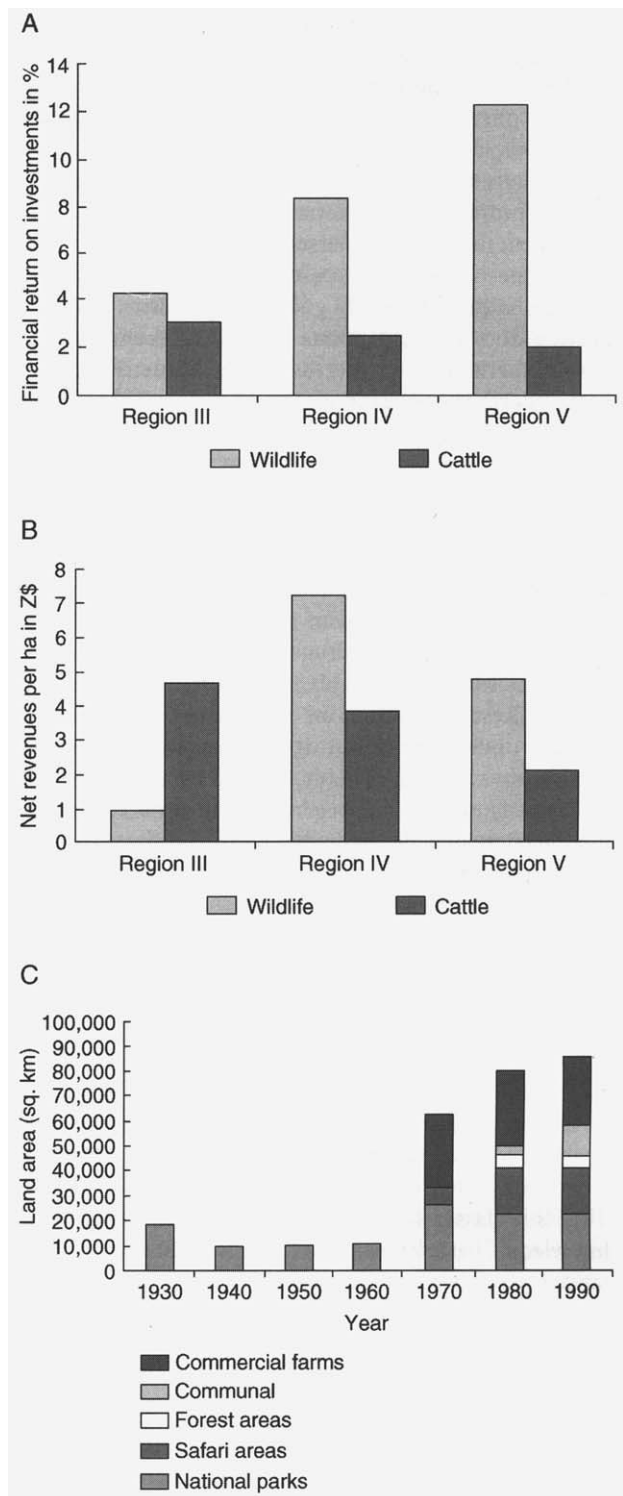 A
Financial return on investments in %
14
12
10
8
6
4
2
0
Region III Region IV Region V
Wildlife Cattle
B
Net revenues per ha in Z$
8
7
6
5
4
3
2
1
0
Region III Region IV Region V
Wildlife Cattle
C
Land area (sq. km)
100,000
90,000
80,000
70,000
60,000
50,000
40,000
30,000
20,000
10,000
0
1930 1940 1950 1960 1970 1980 1990
Year
Commercial farms
Communal
Forest areas
Safari areas
National parks